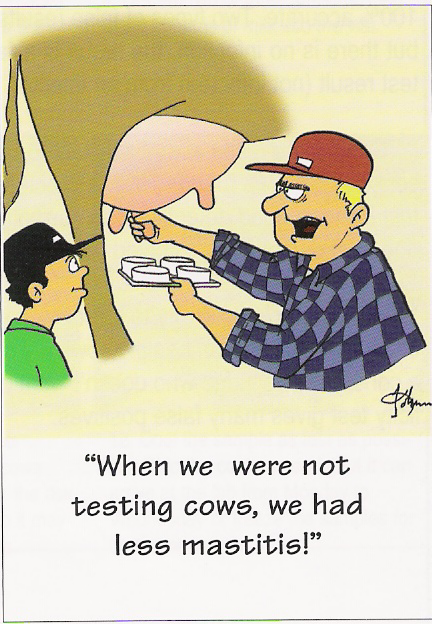 “When we were not
testing cows, we had
less mastitis!”